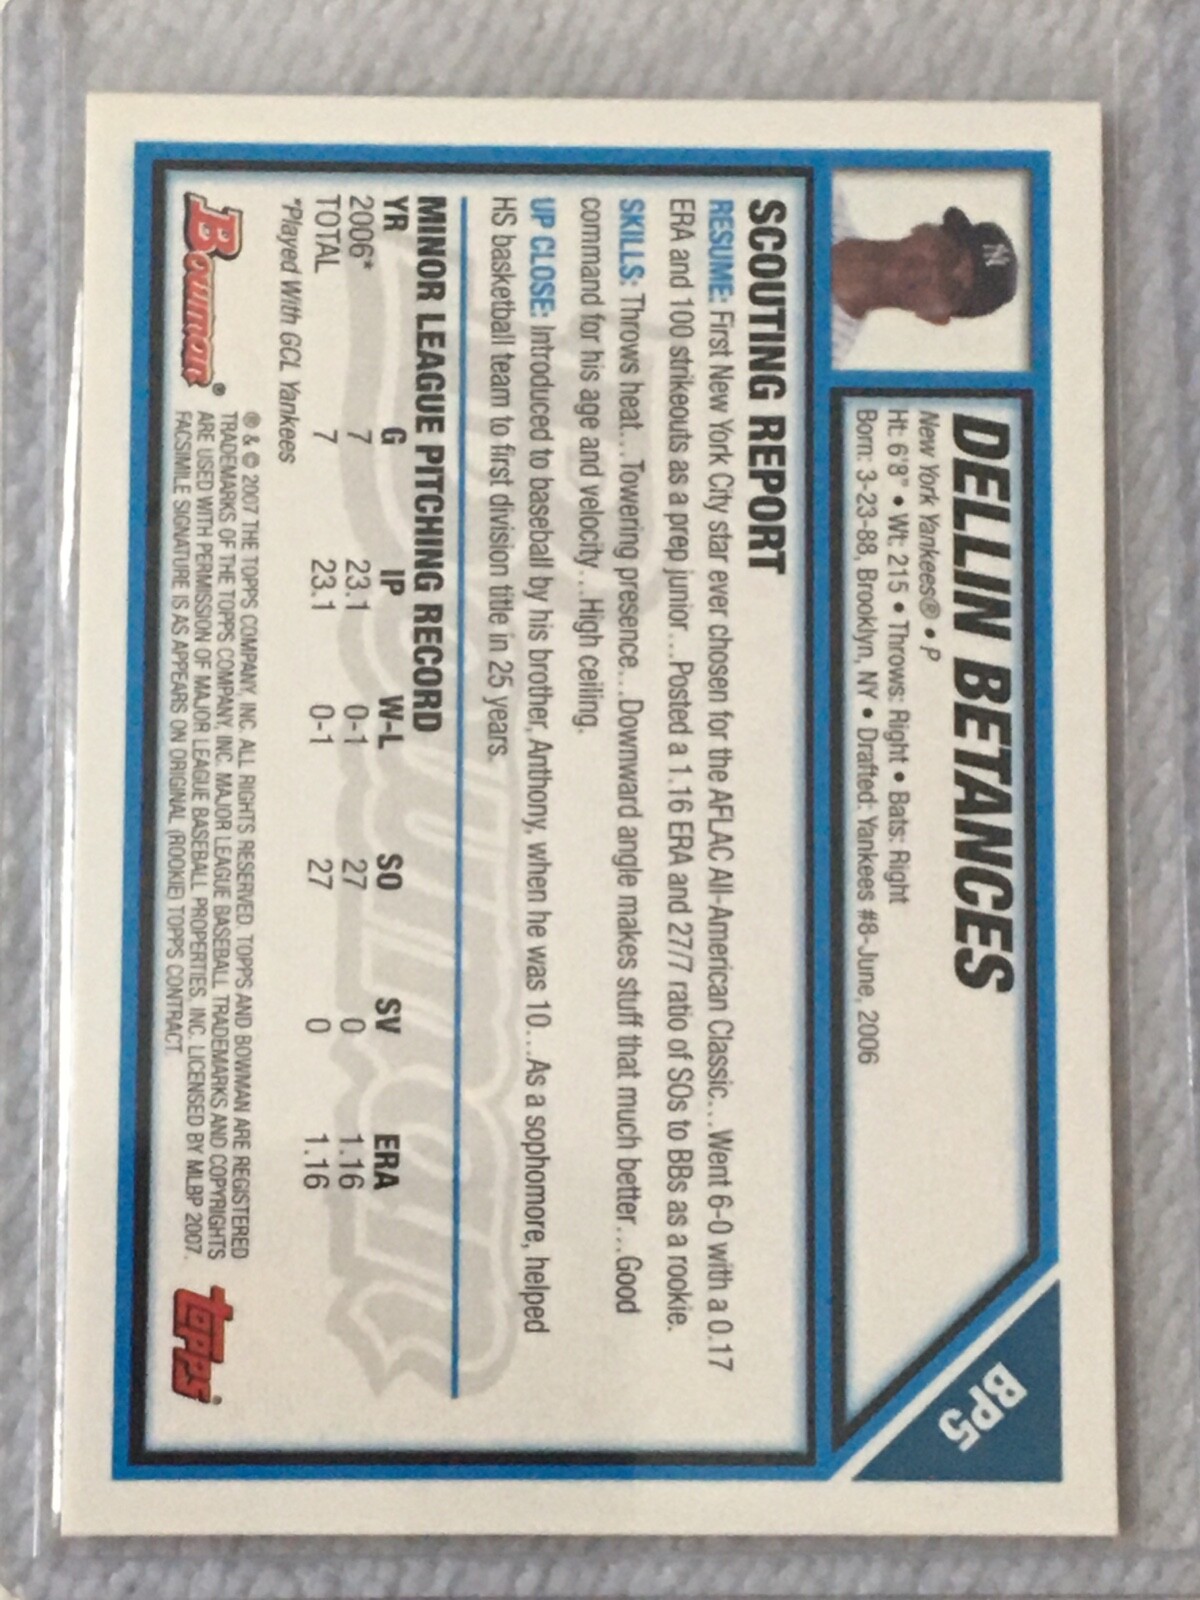 BP5
DELLIN BETANCES
New York Yankees® • P
Ht: 6'8" • Wt: 215 • Throws: Right • Bats: Right
Born: 3-23-88, Brooklyn, NY • Drafted: Yankees #8-June, 2006
NY
SCOUTING REPORT
RESUME: First New York City star ever chosen for the AFLAC All-American Classic…Went 6-0 with a 0.17
ERA and 100 strikeouts as a prep junior…Posted a 1.16 ERA and 27/7 ratio of SOs to BBs as a rookie.
SKILLS: Throws heat…Towering presence…Downward angle makes stuff that much better…Good
command for his age and velocity…High ceiling.
UP CLOSE: Introduced to baseball by his brother, Anthony, when he was 10…As a sophomore, helped
HS basketball team to first division title in 25 years.
MINOR LEAGUE PITCHING RECORD
YR G IP W-L SO SV ERA
2006* 7 23.1 0-1 27 0 1.16
TOTAL 7 23.1 0-1 27 0 1.16
*Played With GCL Yankees
Bowman®
® & © 2007 THE TOPPS COMPANY, INC. ALL RIGHTS RESERVED. TOPPS AND BOWMAN ARE REGISTERED
TRADEMARKS OF THE TOPPS COMPANY, INC. MAJOR LEAGUE BASEBALL TRADEMARKS AND COPYRIGHTS
ARE USED WITH PERMISSION OF MAJOR LEAGUE BASEBALL PROPERTIES, INC. LICENSED BY MLBP 2007.
FACSIMILE SIGNATURE IS AS APPEARS ON ORIGINAL (ROOKIE) TOPPS CONTRACT.
topps®